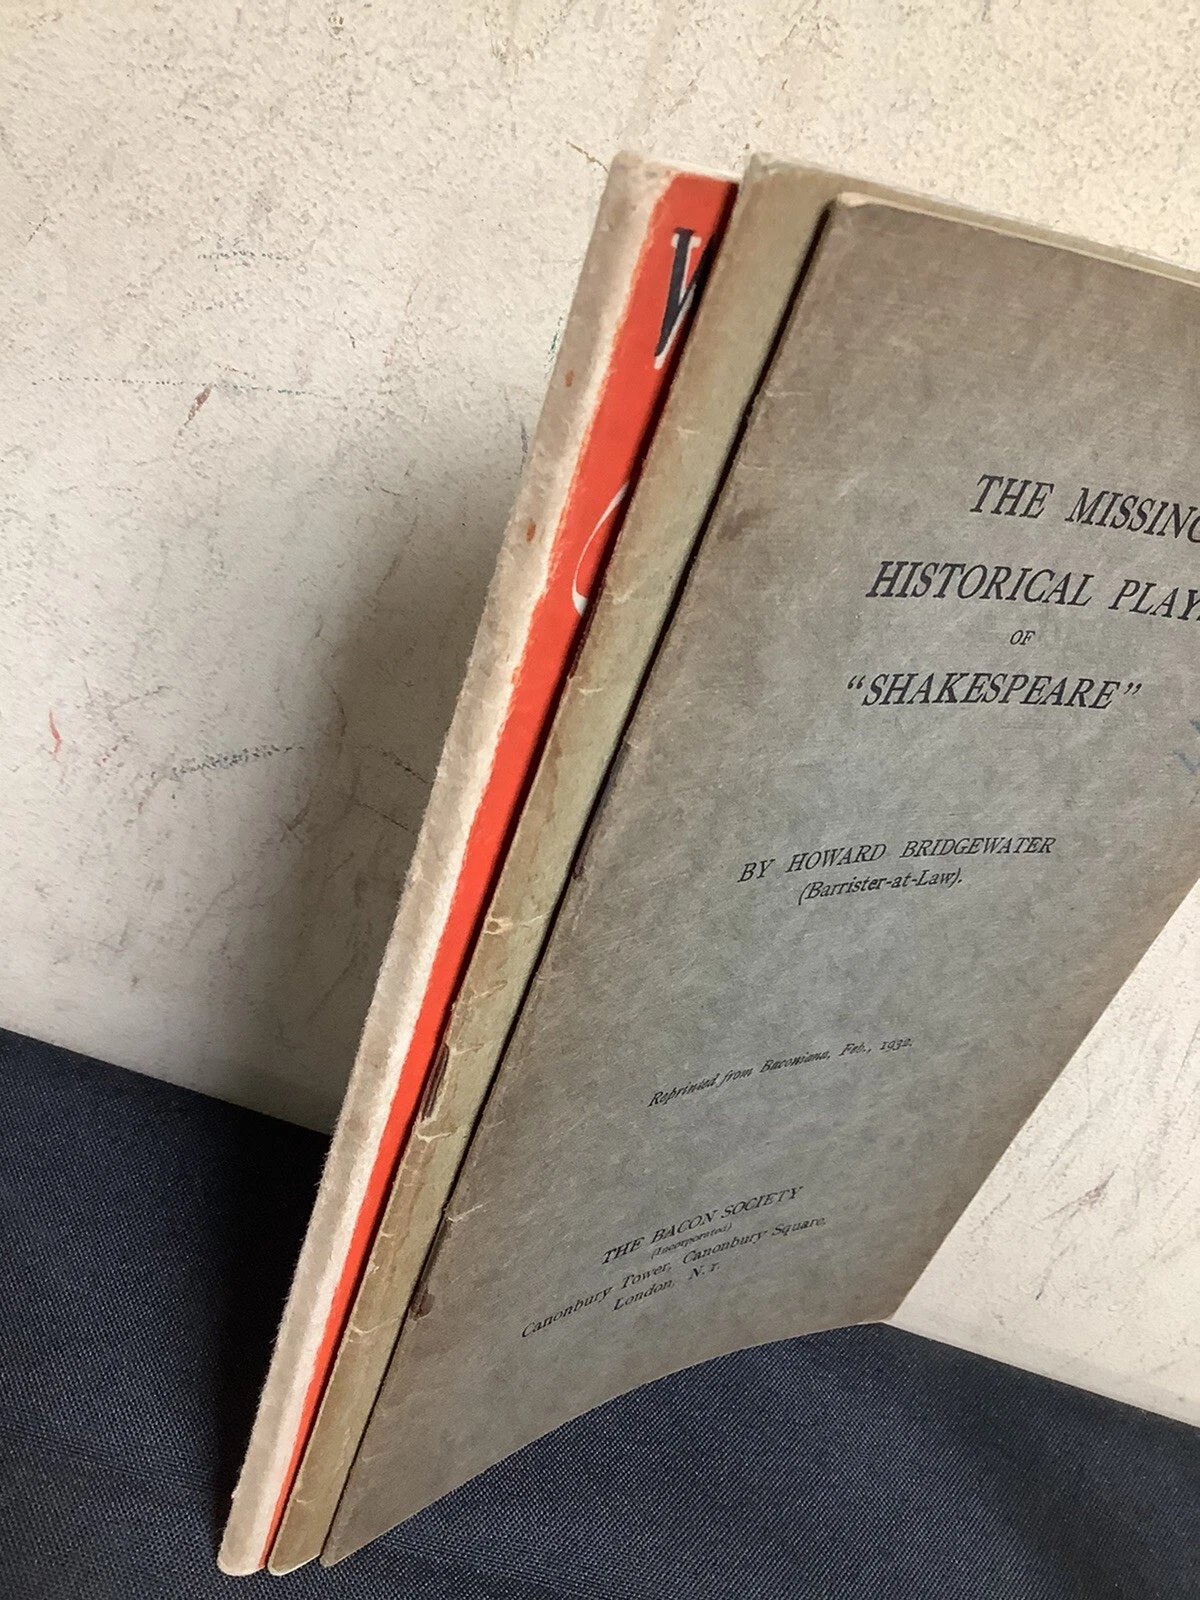 W
THE MISSING
HISTORICAL PLAYS
OF
“SHAKESPEARE”
BY HOWARD BRIDGEWATER
(Barrister-at-Law).
Reprinted from Baconiana, Feb., 1932.
THE BACON SOCIETY
(Incorporated)
Canonbury Tower, Canonbury Square,
London, N.1.